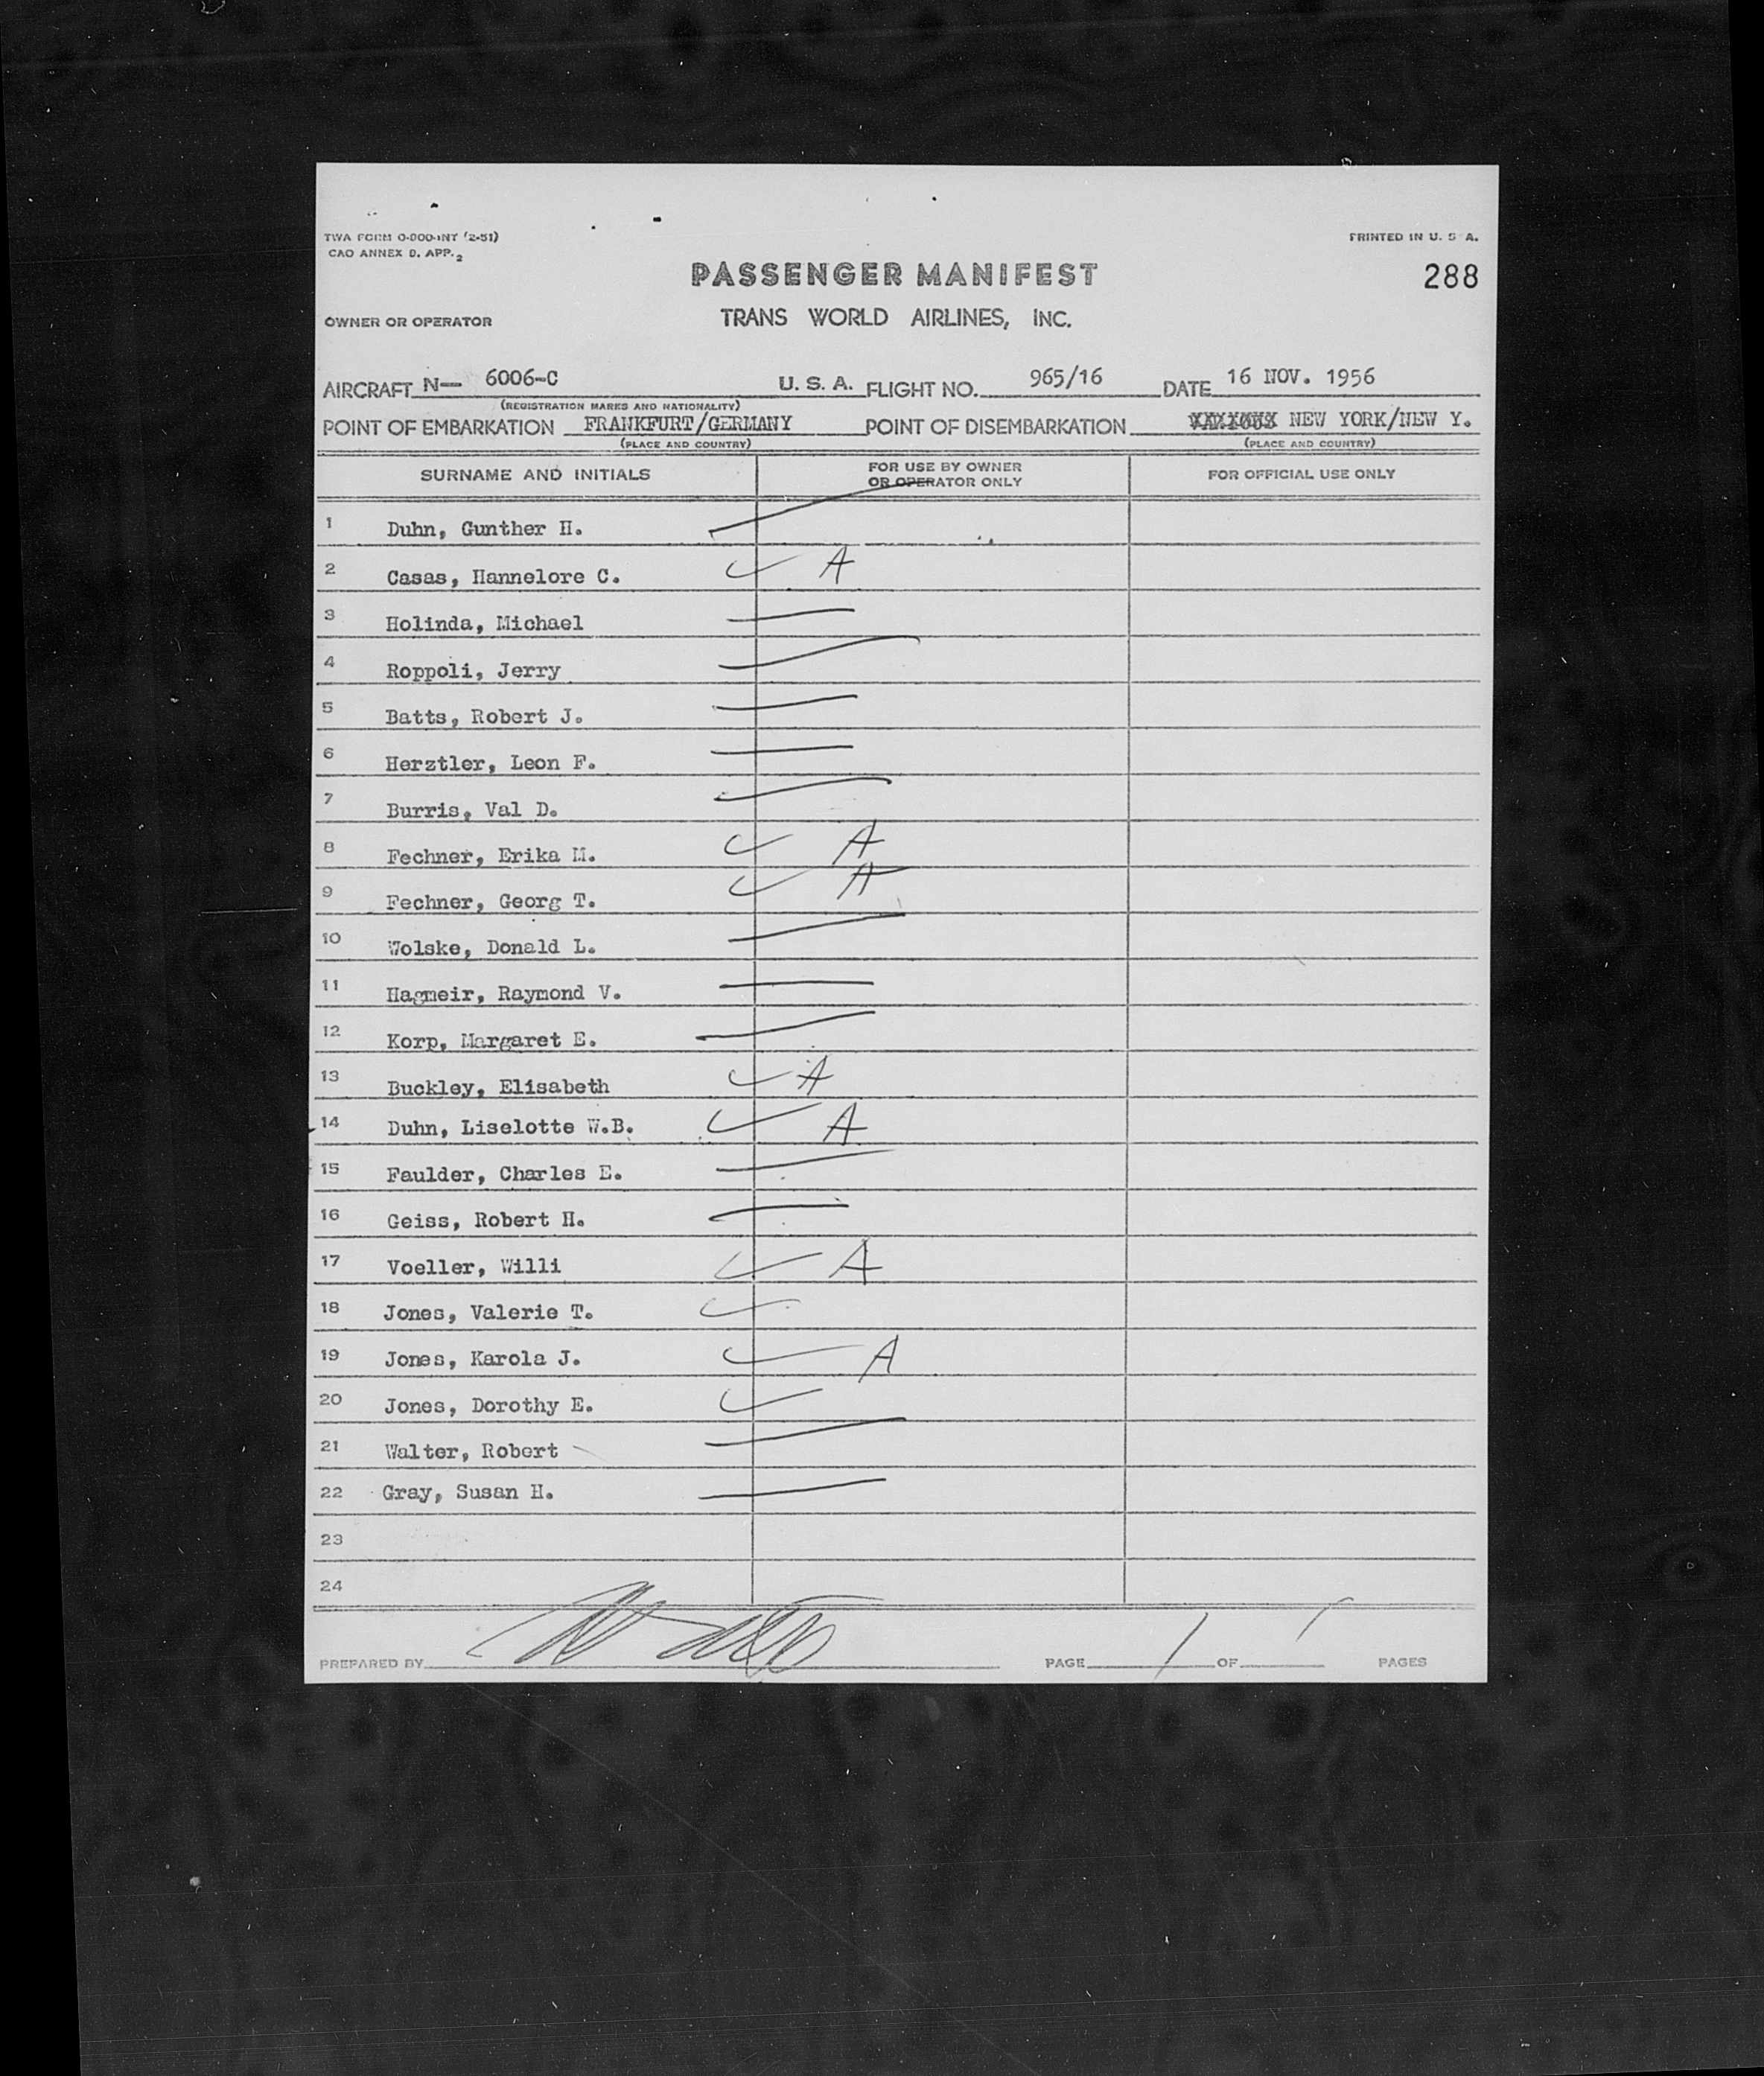 TWA FORM O-900-INT (2-51)
PRINTED IN U. S. A.
CAO ANNEX 9. APP. 2
PASSENGER MANIFEST
288
OWNER OR OPERATOR
TRANS WORLD AIRLINES, INC.
AIRCRAFT N— 6006-C U. S. A. FLIGHT NO. 965/16 DATE 16 NOV. 1956
(REGISTRATION MARKS AND NATIONALITY)
POINT OF EMBARKATION FRANKFURT/GERMANY POINT OF DISEMBARKATION NEW YORK/NEW Y.
(PLACE AND COUNTRY) (PLACE AND COUNTRY)
SURNAME AND INITIALS FOR USE BY OWNER OR OPERATOR ONLY FOR OFFICIAL USE ONLY
1 Duhn, Gunther H.
2 Casas, Hannelore C. A
3 Holinda, Michael
4 Roppoli, Jerry
5 Batts, Robert J.
6 Herztler, Leon F.
7 Burris, Val D.
8 Fechner, Erika M. A
9 Fechner, Georg T. A
10 Wolske, Donald L.
11 Hagmeir, Raymond V.
12 Korp, Margaret E.
13 Buckley, Elisabeth A
14 Duhn, Liselotte W.B. A
15 Faulder, Charles E.
16 Geiss, Robert H.
17 Voeller, Willi A
18 Jones, Valerie T.
19 Jones, Karola J. A
20 Jones, Dorothy E.
21 Walter, Robert
22 Gray, Susan H.
23
24
PREPARED BY PAGE 1 OF 1 PAGES